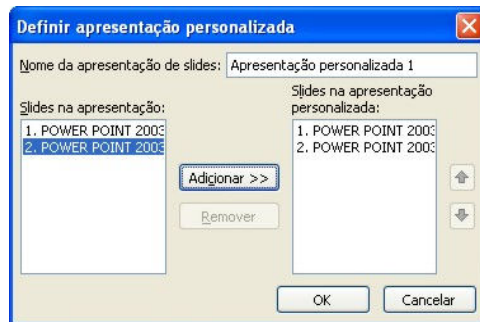 Definir apresentação personalizada
Nome da apresentação de slides: Apresentação personalizada 1
Slides na apresentação:
1. POWER POINT 2003
2. POWER POINT 2003
Adicionar >>
Remover
Slides na apresentação
personalizada:
1. POWER POINT 2003
2. POWER POINT 2003
OK
Cancelar